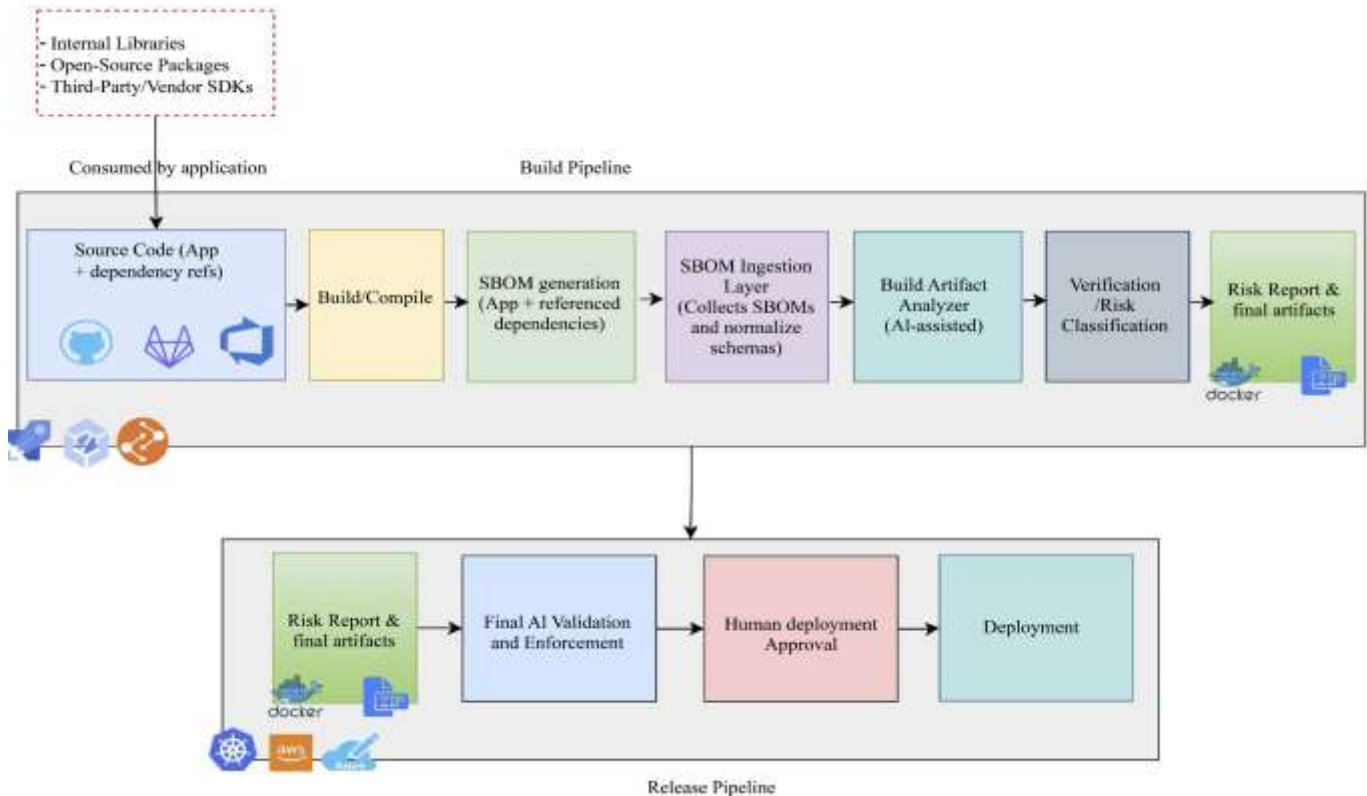 - Internal Libraries
- Open-Source Packages
- Third-Party/Vendor SDKs
Consumed by application
Build Pipeline
Source Code (App
+ dependency refs)
Build/Compile
SBOM generation
(App + referenced
dependencies)
SBOM Ingestion
Layer
(Collects SBOMs
and normalize
schemas)
Build Artifact
Analyzer
(AI-assisted)
Verification
/Risk
Classification
Risk Report &
final artifacts
docker
ZIP
Risk Report &
final artifacts
docker
ZIP
Final AI Validation
and Enforcement
Human deployment
Approval
Deployment
aws
Release Pipeline